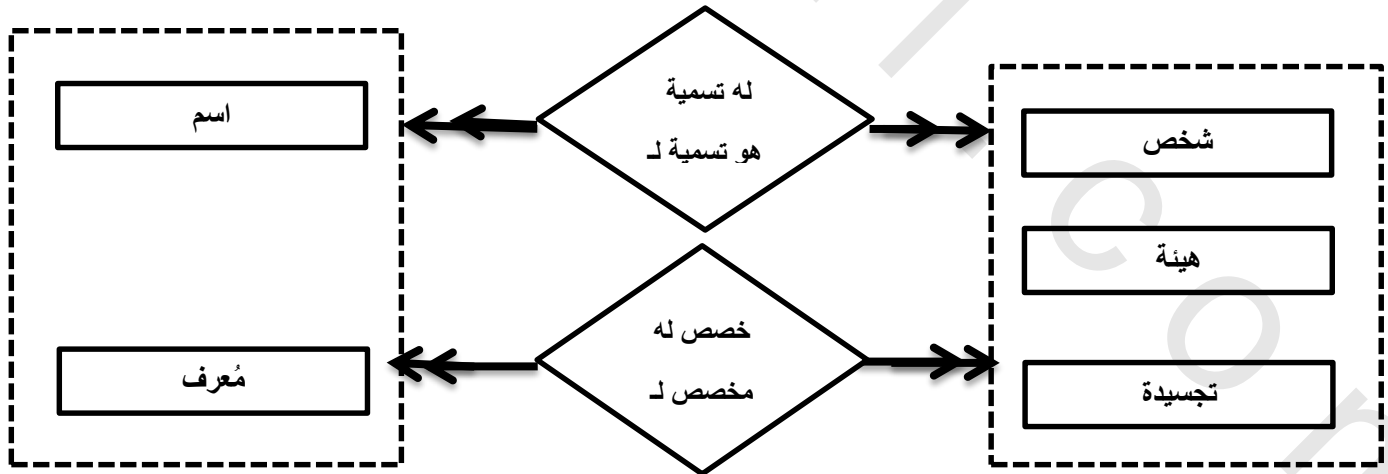 له تسمية
هو تسمية لـ
شخص
اسم
هيئة
خصص له
مخصص لـ
تجسيدة
مُعرف